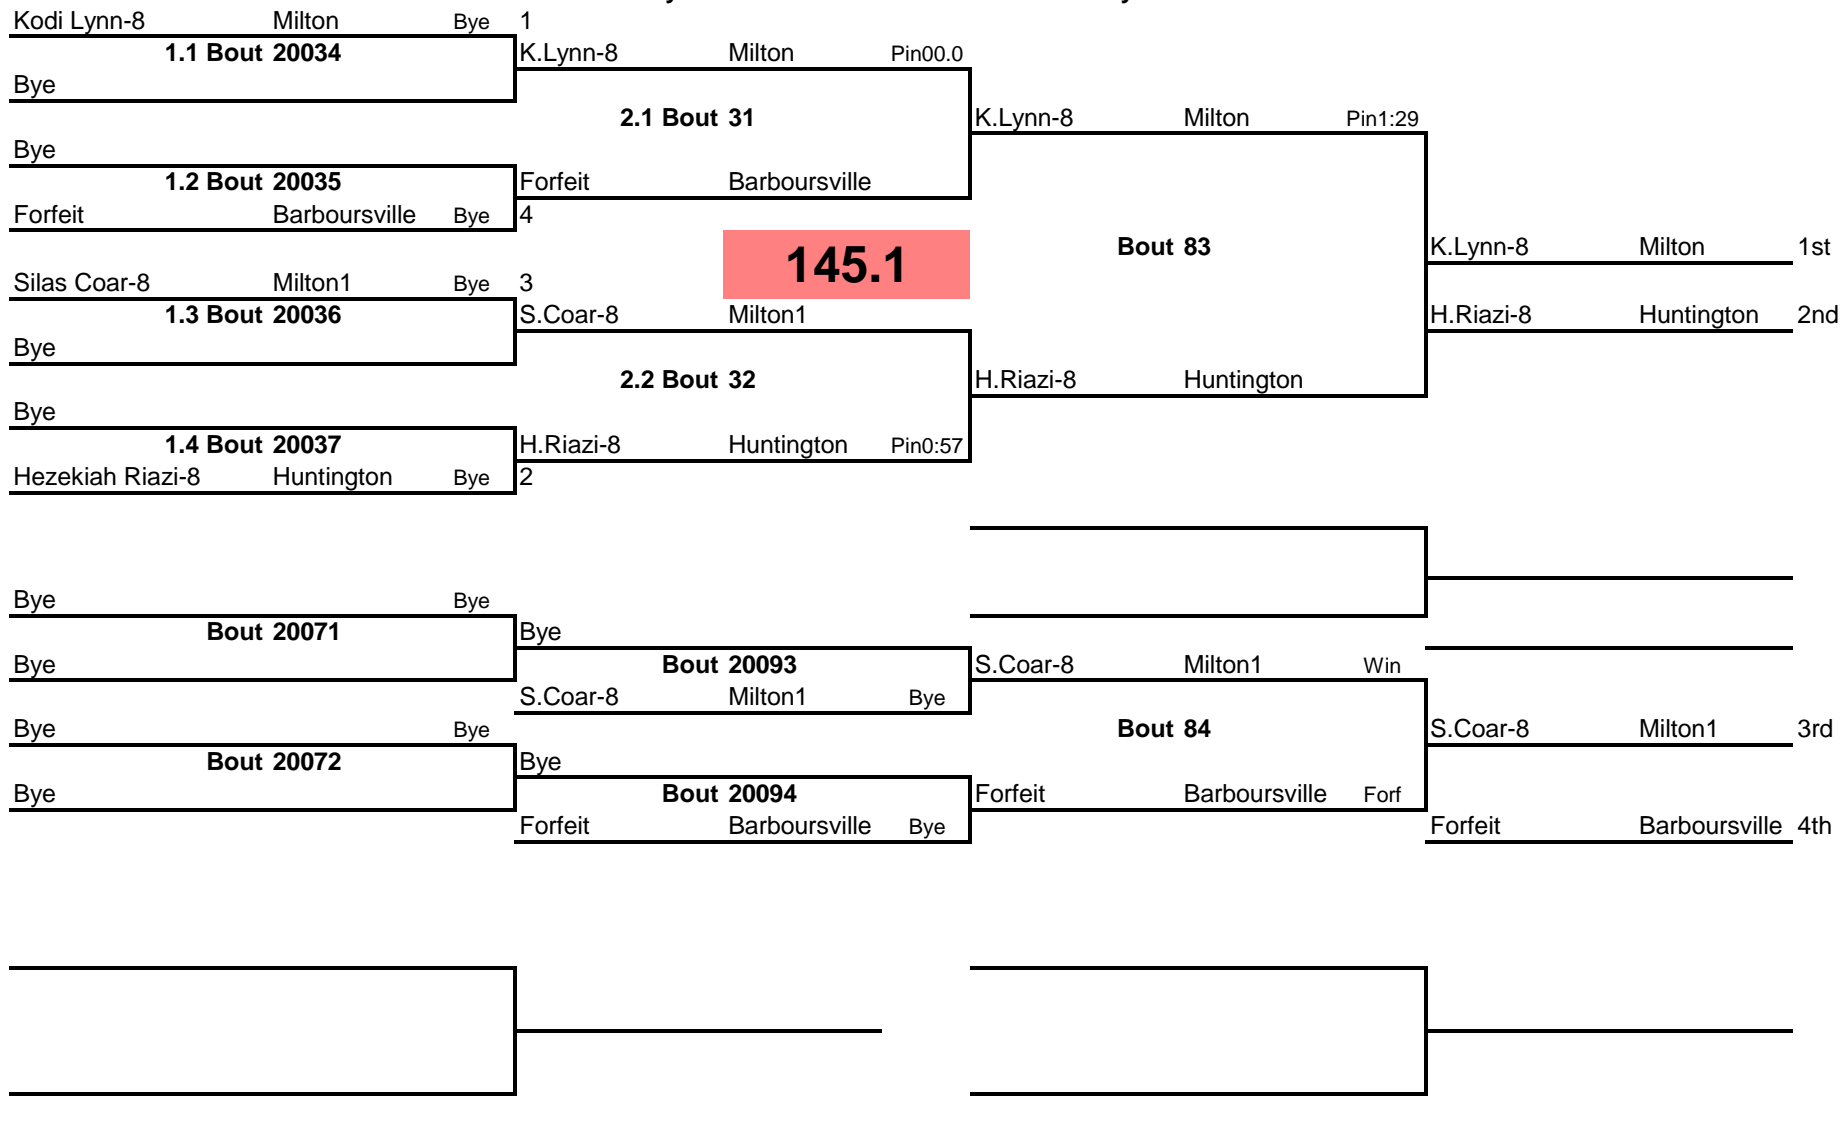 Kodi Lynn-8 Milton Bye 1
1.1 Bout 20034 K.Lynn-8 Milton Pin00.0
Bye
2.1 Bout 31 K.Lynn-8 Milton Pin1:29
Bye
1.2 Bout 20035 Forfeit Barboursville
Forfeit Barboursville Bye 4
145.1 Bout 83 K.Lynn-8 Milton 1st
Silas Coar-8 Milton1 Bye 3
1.3 Bout 20036 S.Coar-8 Milton1 H.Riazi-8 Huntington 2nd
Bye
2.2 Bout 32 H.Riazi-8 Huntington
Bye
1.4 Bout 20037 H.Riazi-8 Huntington Pin0:57
Hezekiah Riazi-8 Huntington Bye 2
Bye Bye
Bout 20071 Bye
Bye Bout 20093 S.Coar-8 Milton1 Win
S.Coar-8 Milton1 Bye
Bye Bye Bout 84 S.Coar-8 Milton1 3rd
Bout 20072 Bye
Bye Bout 20094 Forfeit Barboursville Forf
Forfeit Barboursville Bye Forfeit Barboursville 4th